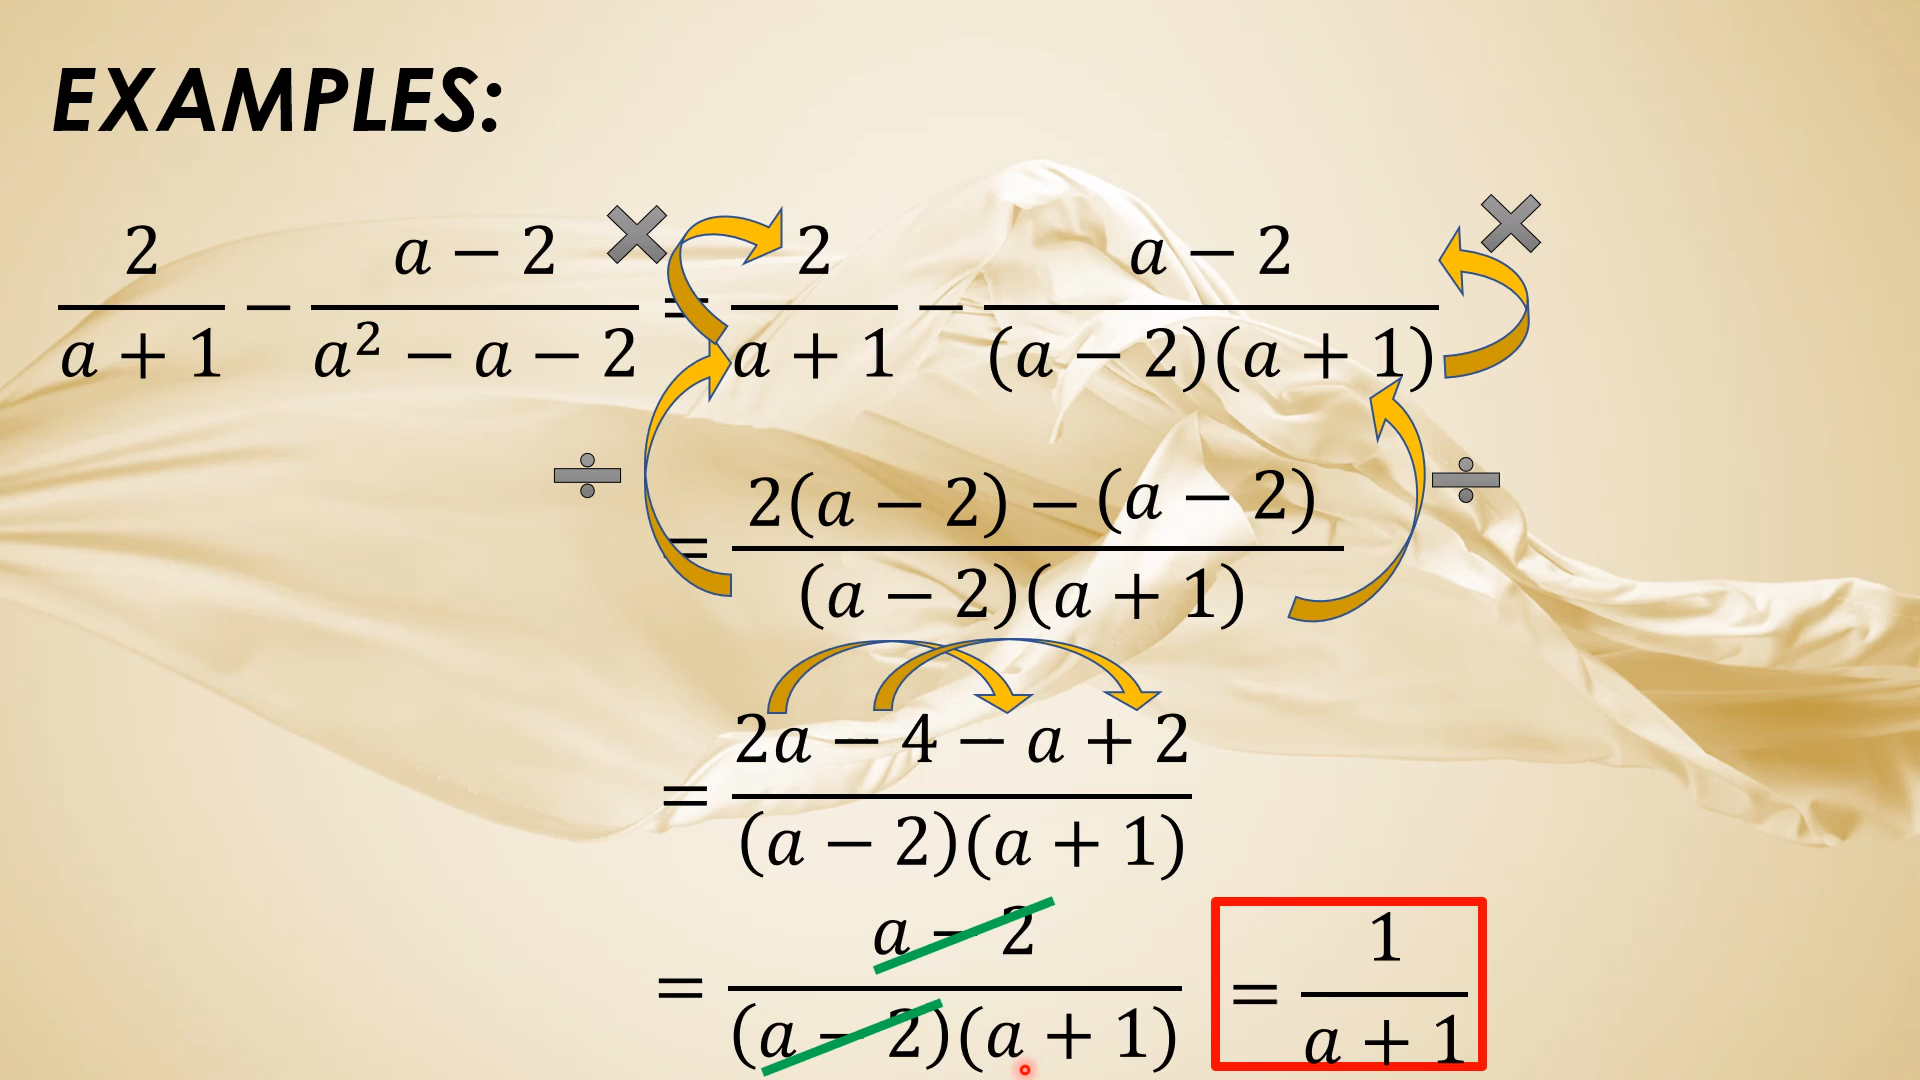 EXAMPLES:
2/(a + 1) − (a − 2)/(a² − a − 2) = 2/(a + 1) − (a − 2)/((a − 2)(a + 1))
= (2(a − 2) − (a − 2))/((a − 2)(a + 1))
= (2a − 4 − a + 2)/((a − 2)(a + 1))
= (a − 2)/((a − 2)(a + 1)) = 1/(a + 1)